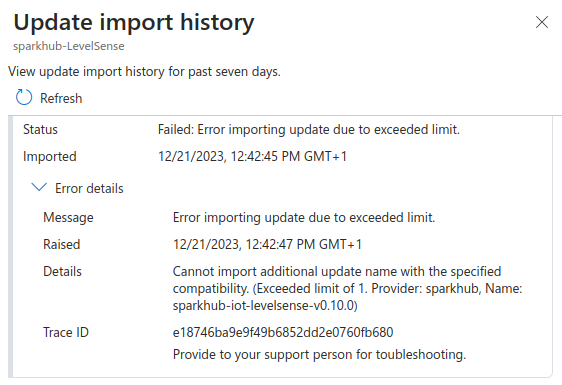 Update import history
sparkhub-LevelSense
View update import history for past seven days.
Refresh
Status Failed: Error importing update due to exceeded limit.
Imported 12/21/2023, 12:42:45 PM GMT+1
Error details
Message Error importing update due to exceeded limit.
Raised 12/21/2023, 12:42:47 PM GMT+1
Details Cannot import additional update name with the specified
compatibility. (Exceeded limit of 1. Provider: sparkhub, Name:
sparkhub-iot-levelsense-v0.10.0)
Trace ID e18746ba9e9f49b6852dd2e0760fb680
Provide to your support person for toubleshooting.